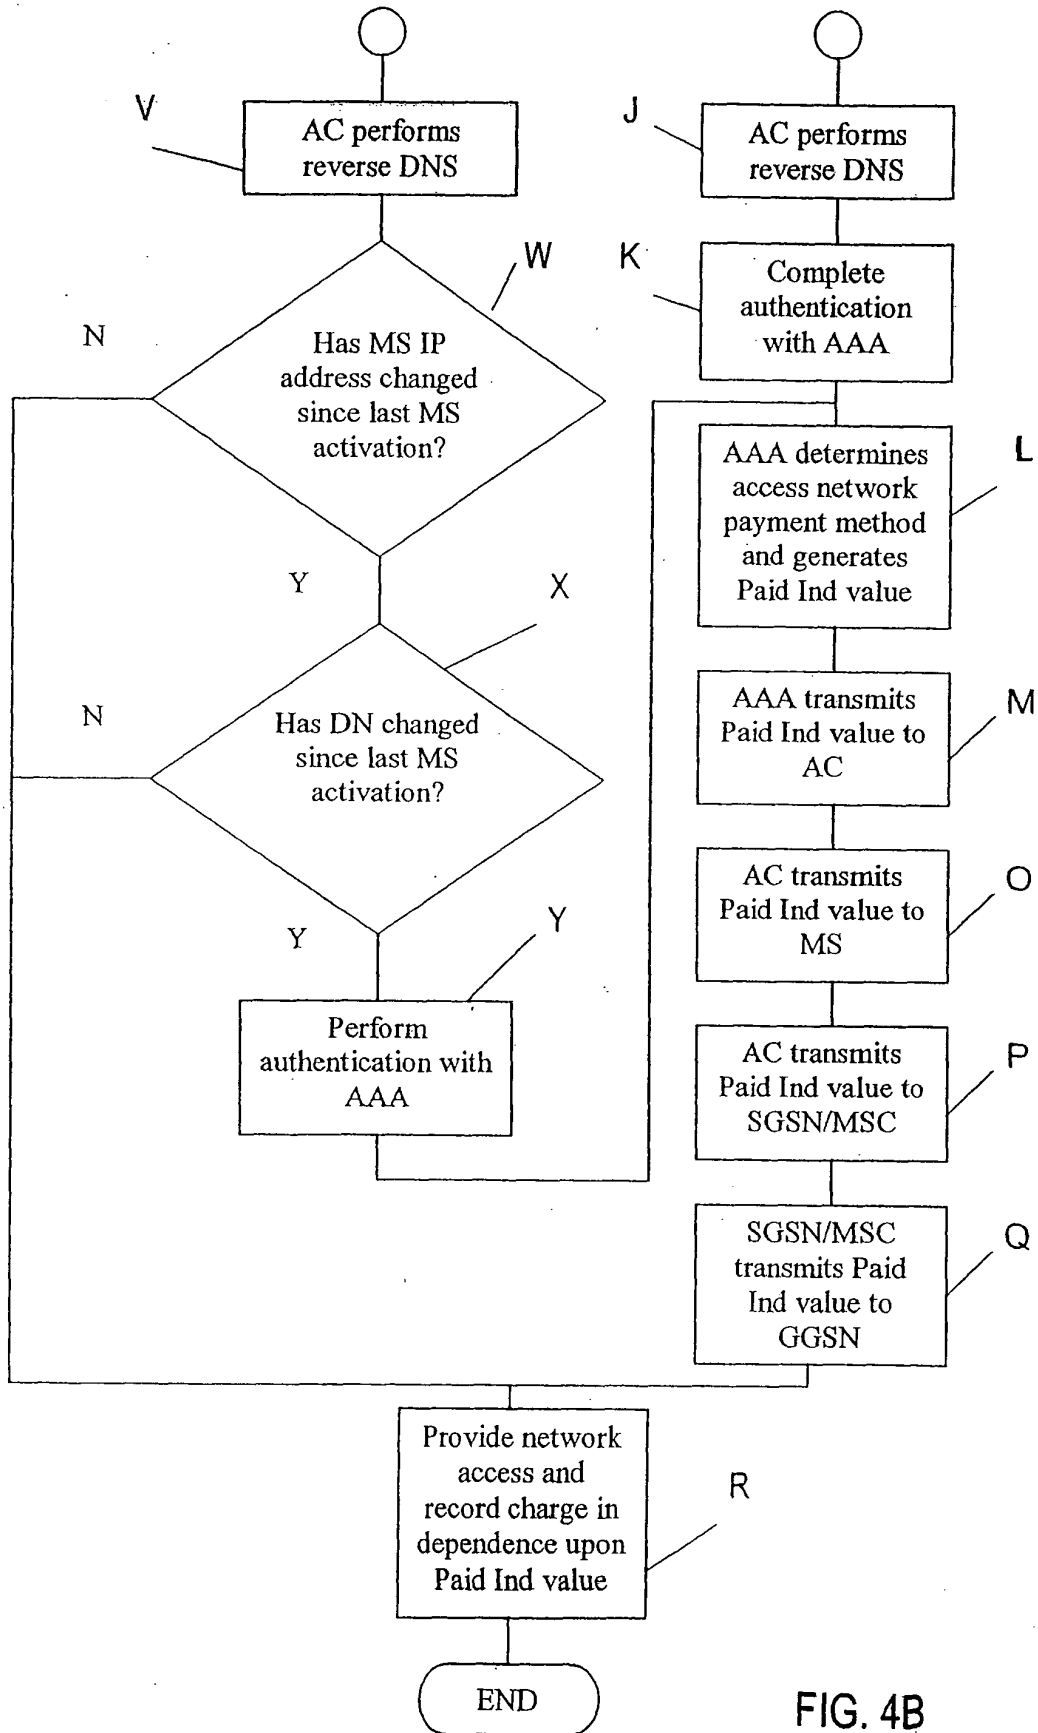 V
AC performs
reverse DNS
W
N
Has MS IP
address changed
since last MS
activation?
Y
X
N
Has DN changed
since last MS
activation?
Y
Y
Perform
authentication with
AAA
J
AC performs
reverse DNS
K
Complete
authentication
with AAA
L
AAA determines
access network
payment method
and generates
Paid Ind value
M
AAA transmits
Paid Ind value to
AC
O
AC transmits
Paid Ind value to
MS
P
AC transmits
Paid Ind value to
SGSN/MSC
Q
SGSN/MSC
transmits Paid
Ind value to
GGSN
R
Provide network
access and
record charge in
dependence upon
Paid Ind value
END
FIG. 4B